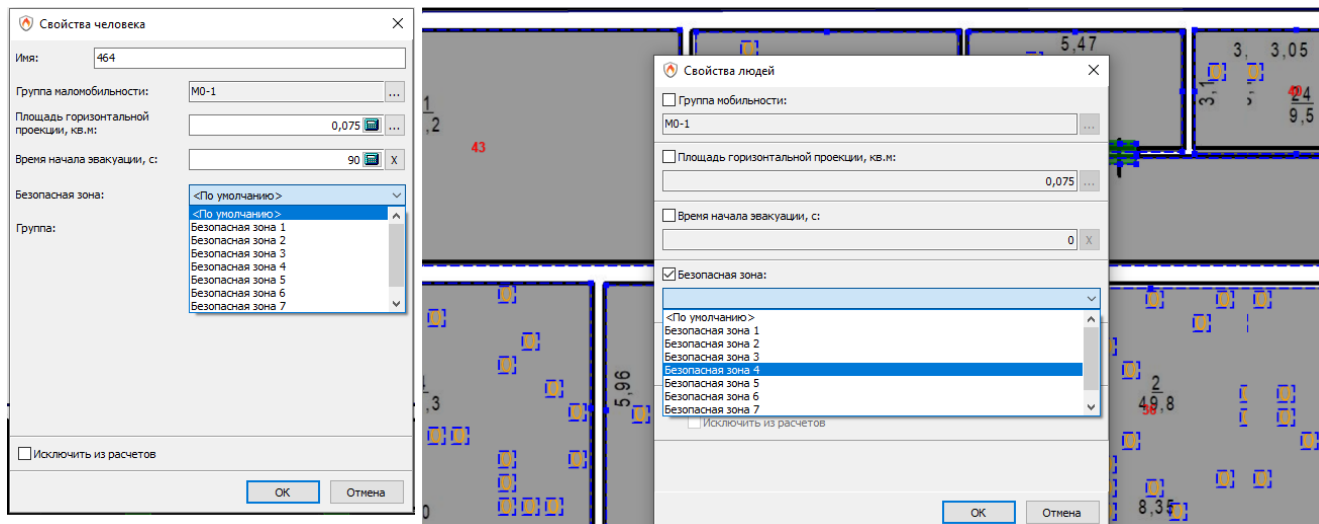 Свойства человека
Имя:
464
Группа маломобильности:
М0-1
...
Площадь горизонтальной
проекции, кв.м:
0,075
...
Время начала эвакуации, с:
90
X
Безопасная зона:
<По умолчанию>
<По умолчанию>
Безопасная зона 1
Безопасная зона 2
Безопасная зона 3
Безопасная зона 4
Безопасная зона 5
Безопасная зона 6
Безопасная зона 7
Группа:
Исключить из расчетов
OK
Отмена
Свойства людей
Группа мобильности:
М0-1
...
Площадь горизонтальной проекции, кв.м:
0,075
...
Время начала эвакуации, с:
0
X
Безопасная зона:
<По умолчанию>
Безопасная зона 1
Безопасная зона 2
Безопасная зона 3
Безопасная зона 4
Безопасная зона 5
Безопасная зона 6
Безопасная зона 7
Исключить из расчетов
OK
Отмена
5,47
3,05
24
9,5
1
,2
43
5,96
,3
2
49,8
8,35